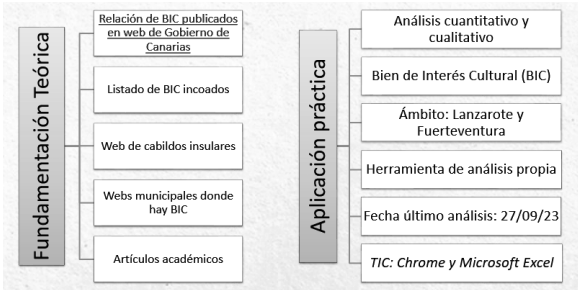 Fundamentación Teórica
Relación de BIC publicados
en web de Gobierno de
Canarias
Listado de BIC incoados
Web de cabildos insulares
Webs municipales donde
hay BIC
Artículos académicos
Aplicación práctica
Análisis cuantitativo y
cualitativo
Bien de Interés Cultural (BIC)
Ámbito: Lanzarote y
Fuerteventura
Herramienta de análisis propia
Fecha último análisis: 27/09/23
TIC: Chrome y Microsoft Excel